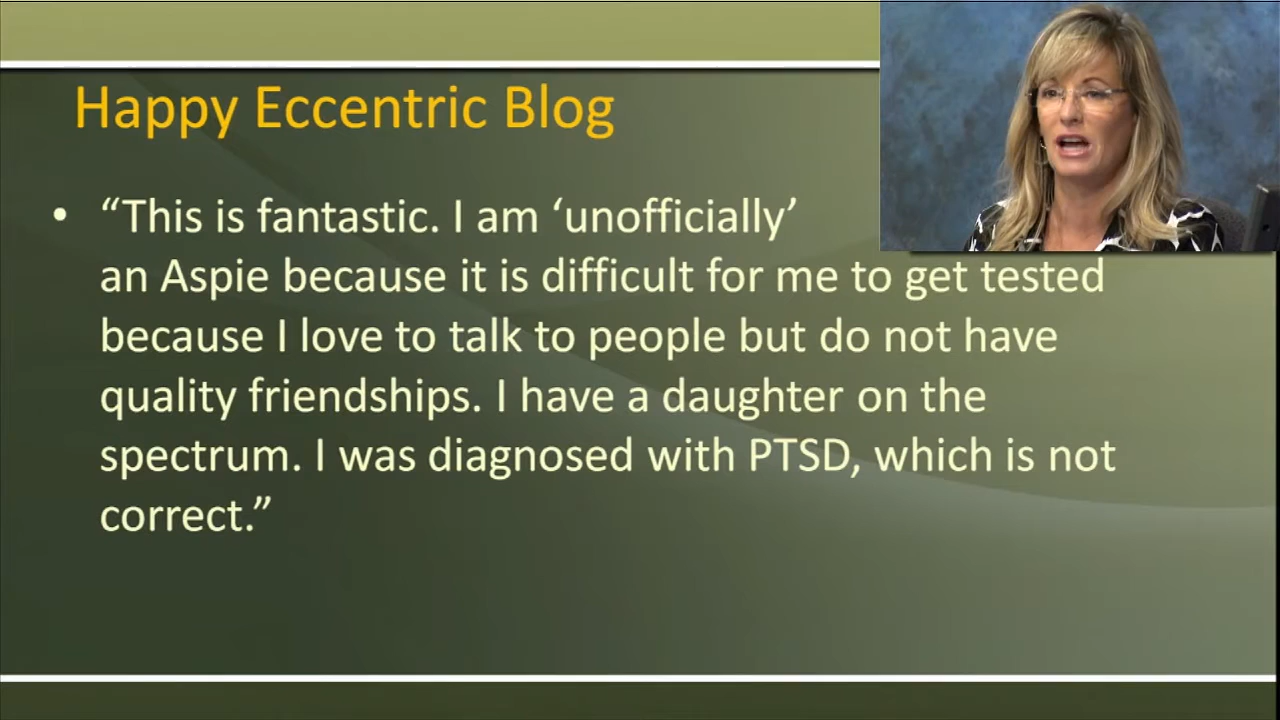 Happy Eccentric Blog
• “This is fantastic. I am ‘unofficially’
an Aspie because it is difficult for me to get tested
because I love to talk to people but do not have
quality friendships. I have a daughter on the
spectrum. I was diagnosed with PTSD, which is not
correct.”